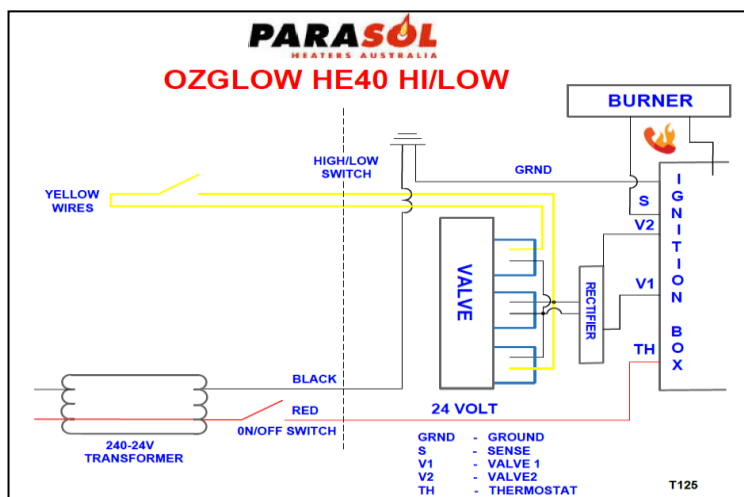 PARASOL
HEATERS AUSTRALIA
OZGLOW HE40 HI/LOW
BURNER
HIGH/LOW
SWITCH
GRND
YELLOW
WIRES
S
V2
V1
TH
IGNITION BOX
VALVE
RECTIFIER
BLACK
RED
0N/OFF SWITCH
240-24V
TRANSFORMER
24 VOLT
GRND - GROUND
S - SENSE
V1 - VALVE 1
V2 - VALVE2
TH - THERMOSTAT
T125